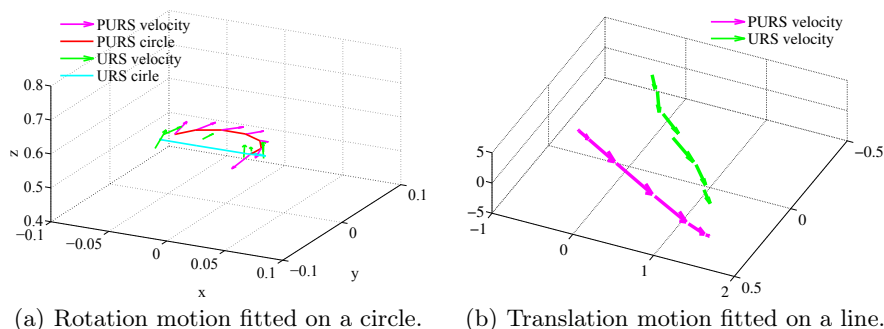 PURS velocity
PURS circle
URS velocity
URS cirle
0.8
0.7
0.6
0.5
0.4
z
−0.1
−0.05
0
0.05
0.1
x
−0.1
0
0.1
y
(a) Rotation motion fitted on a circle.
PURS velocity
URS velocity
5
0
−5
−1
0
1
2
0.5
0
−0.5
(b) Translation motion fitted on a line.